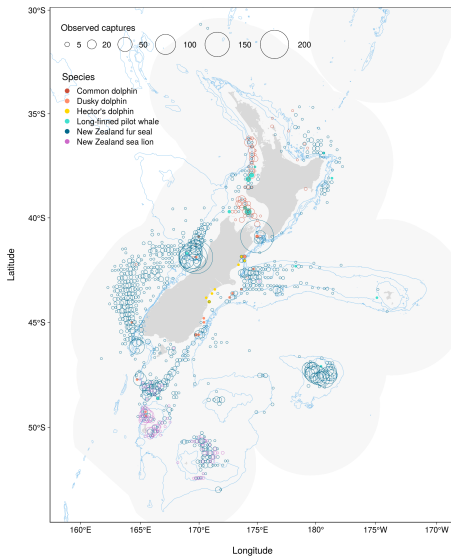 30°S
Observed captures
5 20 50 100 150 200
Species
Common dolphin
Dusky dolphin
Hector's dolphin
Long-finned pilot whale
New Zealand fur seal
New Zealand sea lion
35°S
40°S
45°S
50°S
Latitude
160°E 165°E 170°E 175°E 180° 175°W 170°W
Longitude